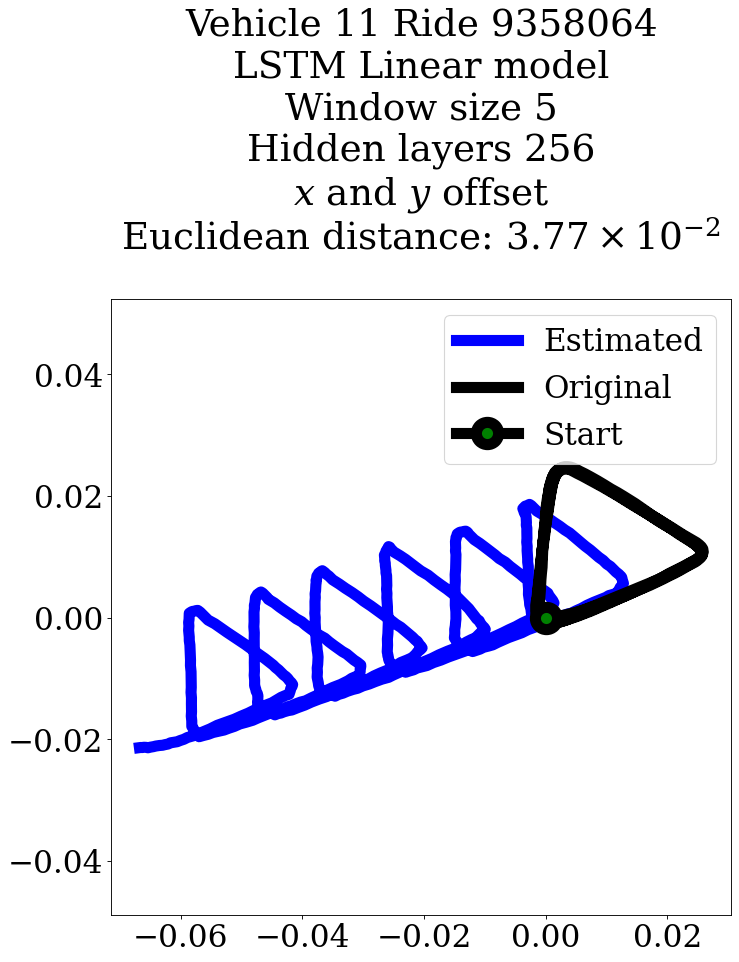 Vehicle 11 Ride 9358064
LSTM Linear model
Window size 5
Hidden layers 256
x and y offset
Euclidean distance: 3.77 × 10⁻²
Estimated
Original
Start
0.04
0.02
0.00
−0.02
−0.04
−0.06 −0.04 −0.02 0.00 0.02